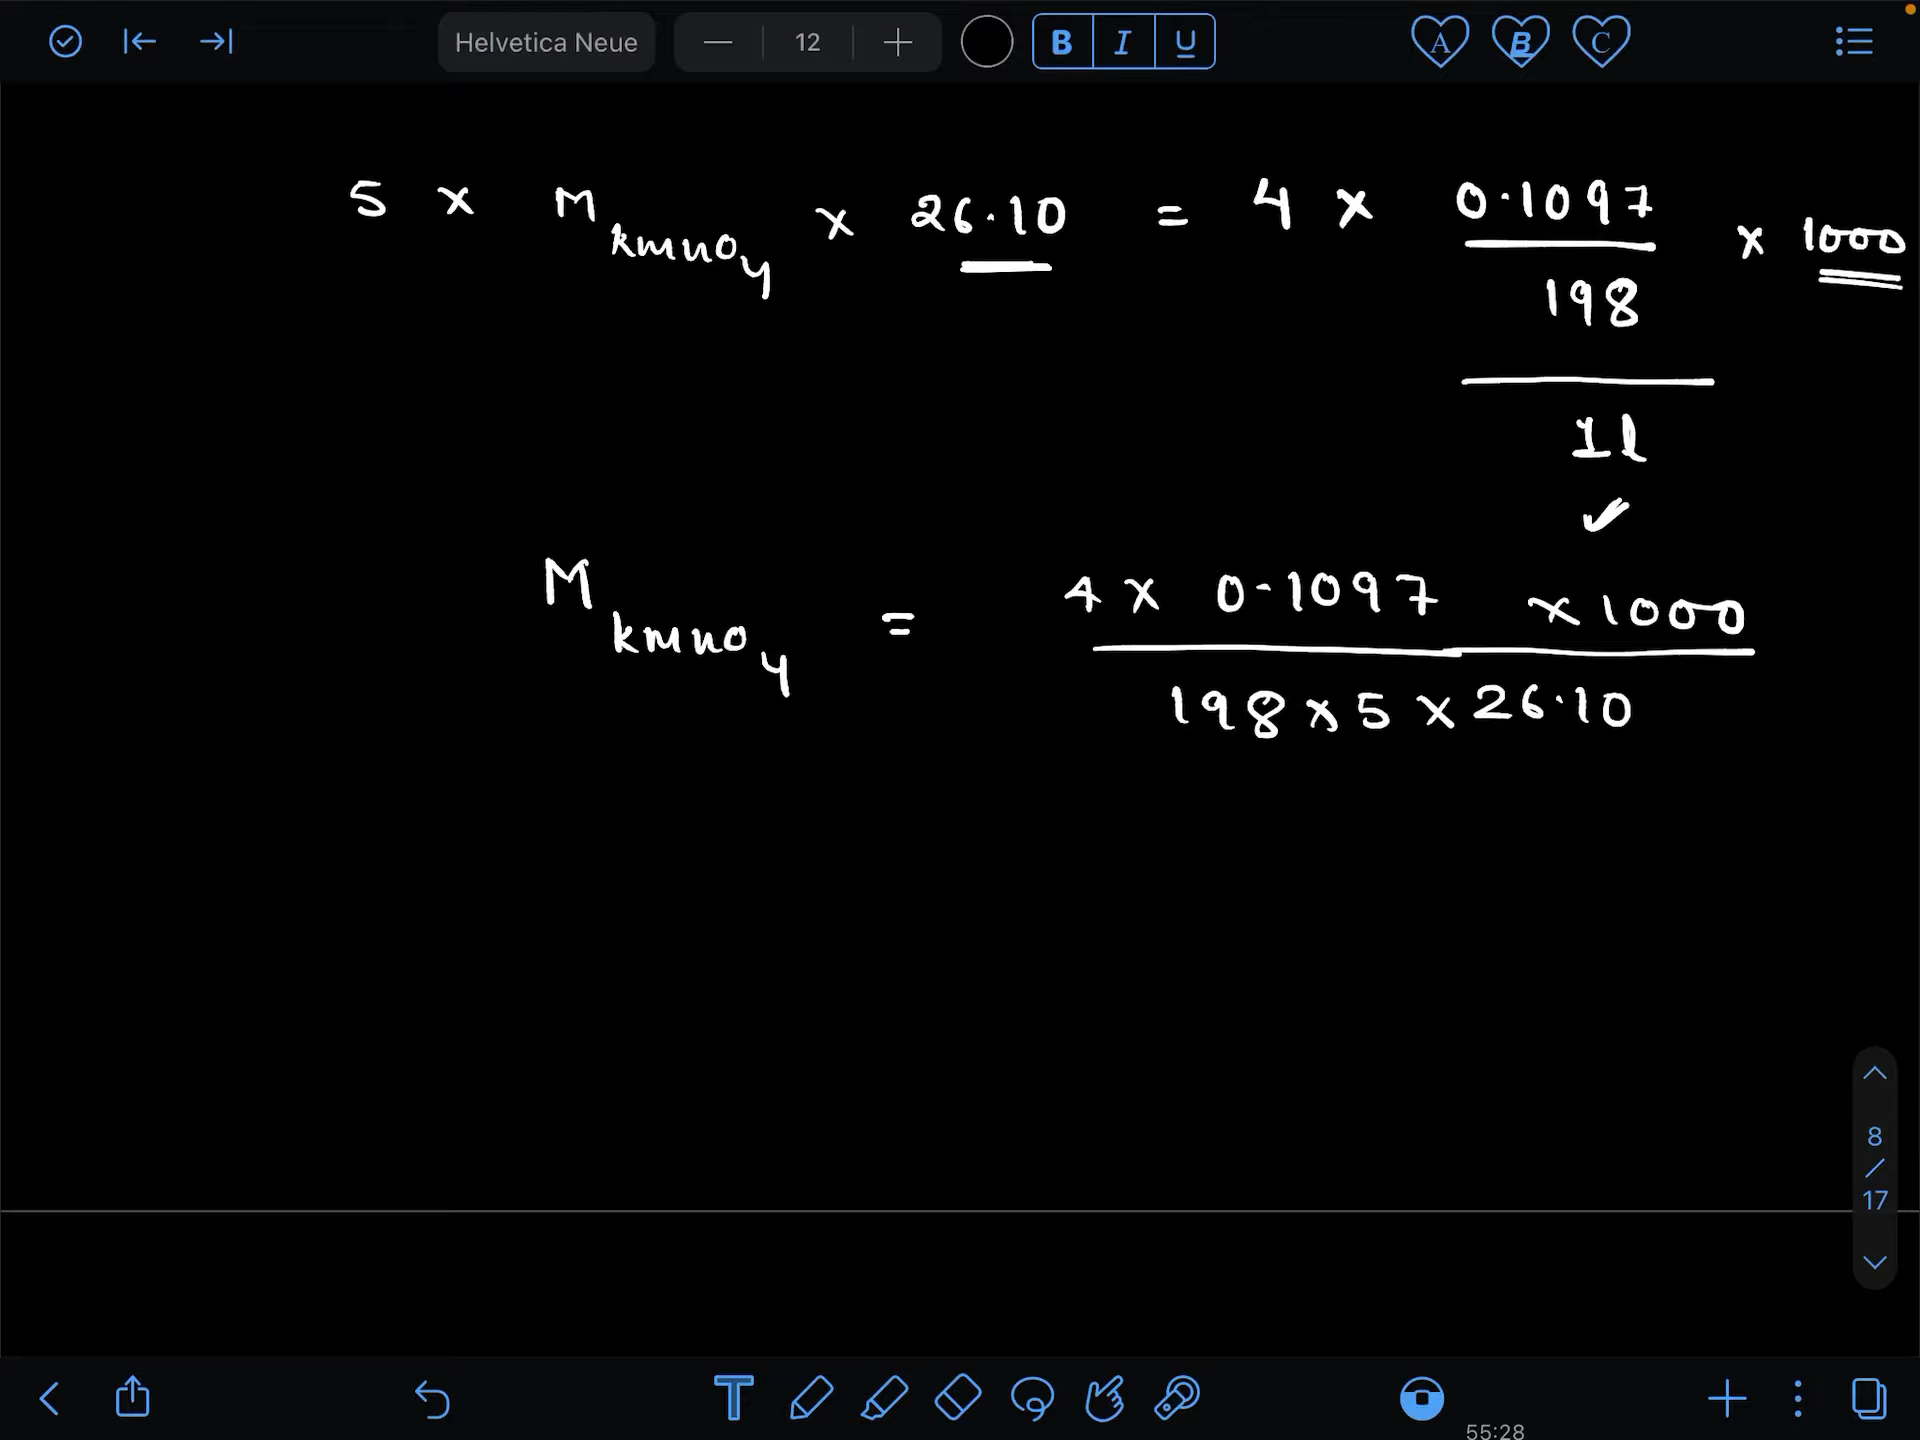 Helvetica Neue — 12 + B I U A B C
5 × M KMnO4 × 26.10 = 4 × 0.1097 × 1000
198
1 l
✓
M KMnO4 = 4 × 0.1097 × 1000
198 × 5 × 26.10
8
/
17
T
55:28